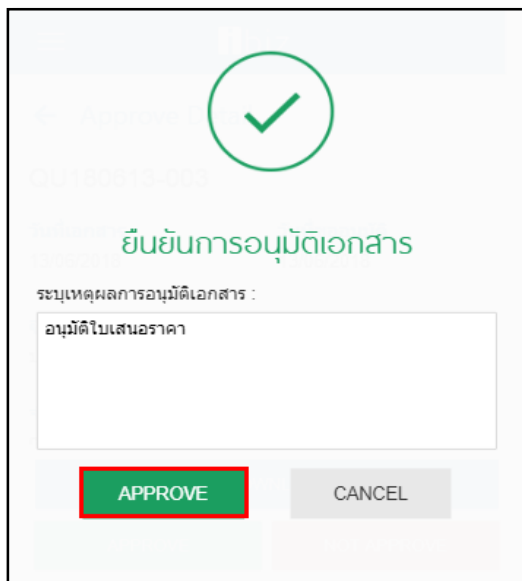 ยืนยันการอนุมัติเอกสาร
ระบุเหตุผลการอนุมัติเอกสาร :
อนุมัติใบเสนอราคา
APPROVE
CANCEL